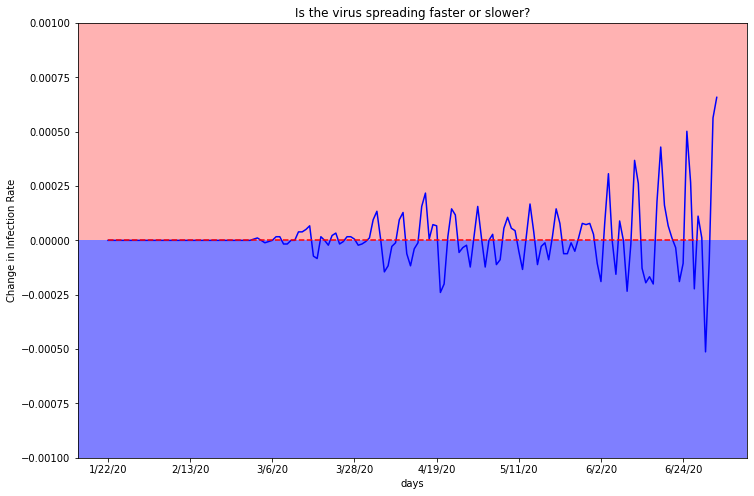 Is the virus spreading faster or slower?
0.00100
0.00075
0.00050
0.00025
0.00000
−0.00025
−0.00050
−0.00075
−0.00100
Change in Infection Rate
1/22/20 2/13/20 3/6/20 3/28/20 4/19/20 5/11/20 6/2/20 6/24/20
days